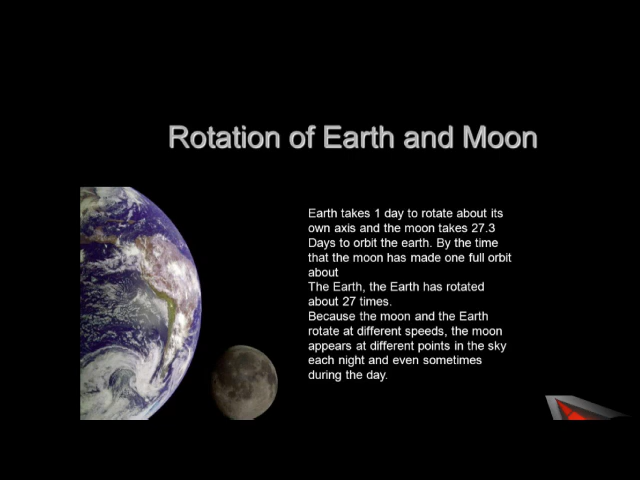 Rotation of Earth and Moon
Earth takes 1 day to rotate about its
own axis and the moon takes 27.3
Days to orbit the earth. By the time
that the moon has made one full orbit
about
The Earth, the Earth has rotated
about 27 times.
Because the moon and the Earth
rotate at different speeds, the moon
appears at different points in the sky
each night and even sometimes
during the day.